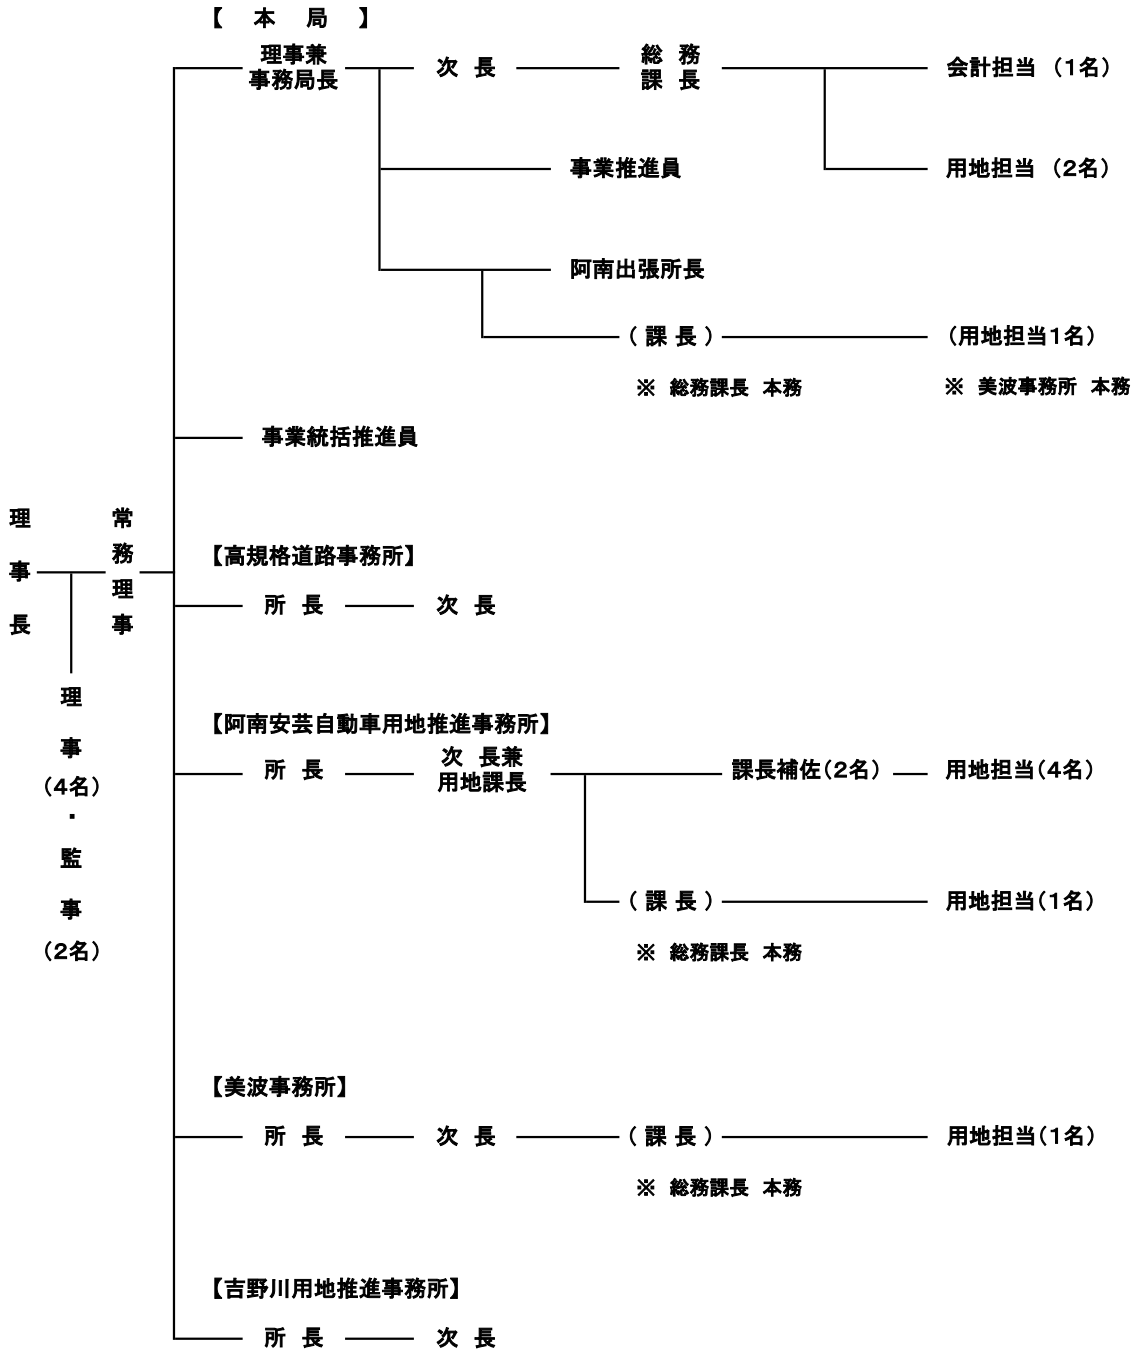 【 本 局 】
理事兼
事務局長
次 長
総 務
課 長
会計担当 (1名)
事業推進員
用地担当 (2名)
阿南出張所長
( 課 長 )
(用地担当1名)
※ 総務課長 本務
※ 美波事務所 本務
事業統括推進員
理事長
常務理事
理事
(4名)
・
監事
(2名)
【高規格道路事務所】
所 長
次 長
【阿南安芸自動車用地推進事務所】
所 長
次 長兼
用地課長
課長補佐(2名)
用地担当(4名)
( 課 長 )
用地担当(1名)
※ 総務課長 本務
【美波事務所】
所 長
次 長
( 課 長 )
用地担当(1名)
※ 総務課長 本務
【吉野川用地推進事務所】
所 長
次 長